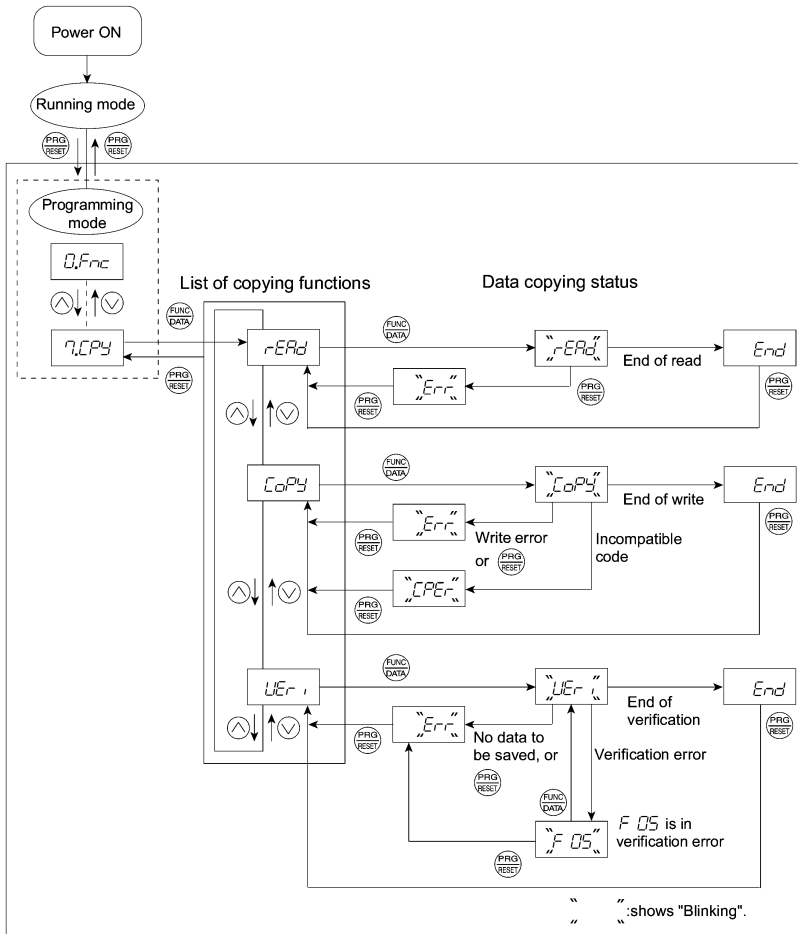 Power ON
Running mode
PRG
RESET
PRG
RESET
Programming
mode
0.Fnc
List of copying functions
Data copying status
FUNC
DATA
7.CPY
PRG
RESET
rEAd
FUNC
DATA
rEAd
End of read
End
PRG
RESET
Err
PRG
RESET
PRG
RESET
CoPY
FUNC
DATA
CoPY
End of write
End
PRG
RESET
Err
PRG
RESET
Write error
or PRG
RESET
Incompatible
code
CPEr
PRG
RESET
VEri
FUNC
DATA
VEri
End of
verification
End
PRG
RESET
Err
PRG
RESET
No data to
be saved, or
PRG
RESET
Verification error
FUNC
DATA
F 05
F 05 is in
verification error
PRG
RESET
:shows "Blinking".